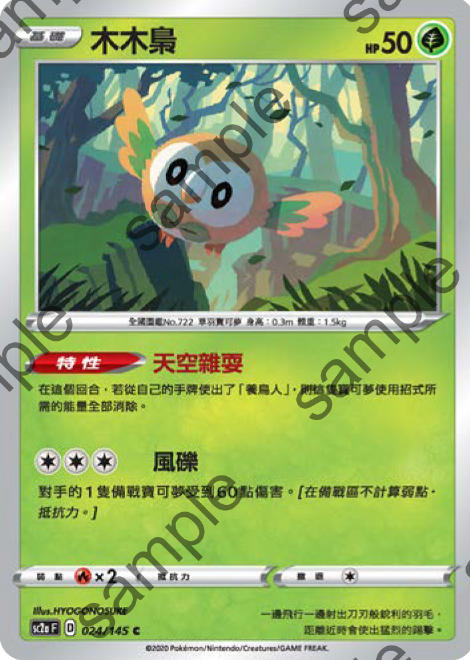 基礎 木木梟 HP50
全國圖鑑No.722 草羽寶可夢 身高：0.3m 體重：1.5kg
特性 天空雜耍
在這個回合，若從自己的手牌使出了「養鳥人」，則這隻寶可夢使用招式所
需的能量全部消除。
風礫
對手的1隻備戰寶可夢受到60點傷害。[在備戰區不計算弱點・
抵抗力。]
弱點 ×2 抵抗力 撤退
Illus.HYOGONOSUKE
sc2a F D 024/145 C
一邊飛行一邊射出刀刃般銳利的羽毛，
距離近時會使出猛烈的踢擊。
©2020 Pokémon/Nintendo/Creatures/GAME FREAK.
sample
sample
sample
sample
sample
sample
sample